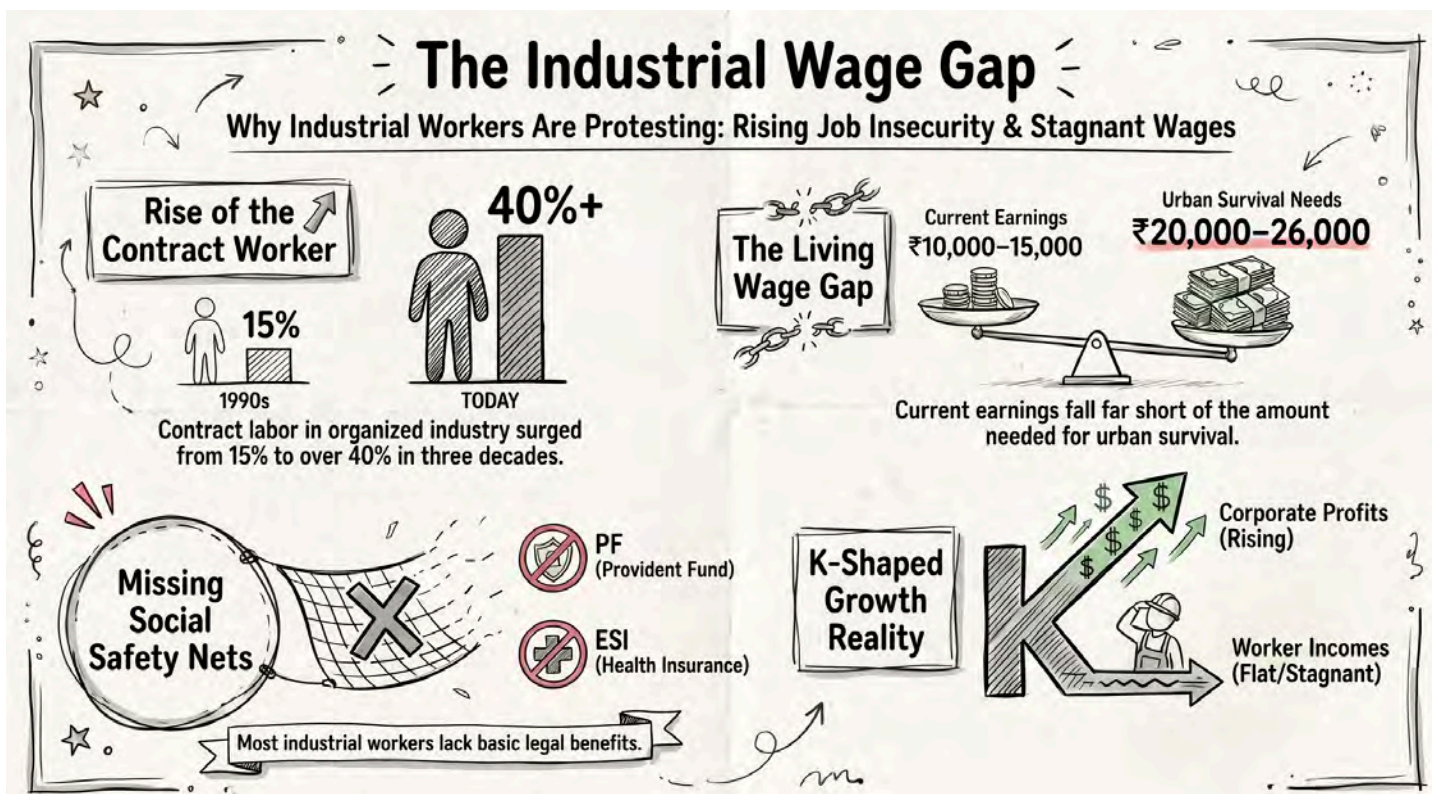 The Industrial Wage Gap
Why Industrial Workers Are Protesting: Rising Job Insecurity & Stagnant Wages
Rise of the
Contract Worker
15%
1990s
40%+
TODAY
Contract labor in organized industry surged
from 15% to over 40% in three decades.
The Living
Wage Gap
Current Earnings
₹10,000–15,000
Urban Survival Needs
₹20,000–26,000
Current earnings fall far short of the amount
needed for urban survival.
Missing
Social
Safety Nets
PF
(Provident Fund)
ESI
(Health Insurance)
Most industrial workers lack basic legal benefits.
K-Shaped
Growth
Reality
K
$
$
$
$
$
Corporate Profits
(Rising)
Worker Incomes
(Flat/Stagnant)